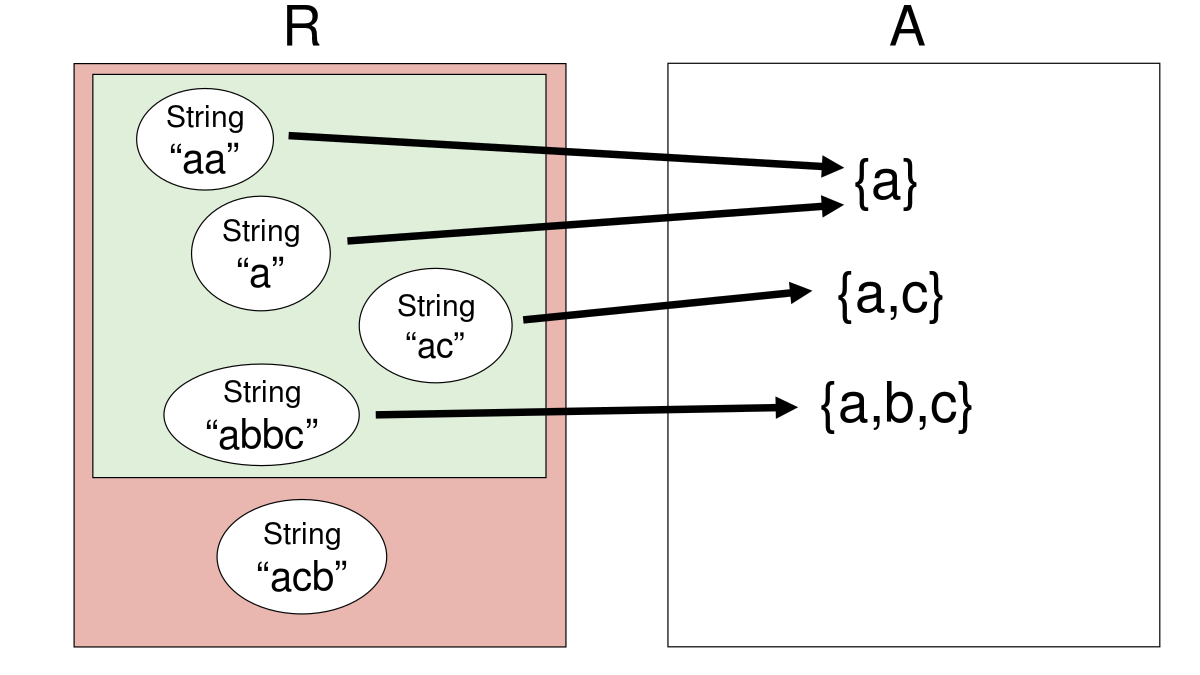 R
A
String
“aa”
{a}
String
“a”
String
“ac”
{a,c}
String
“abbc”
{a,b,c}
String
“acb”